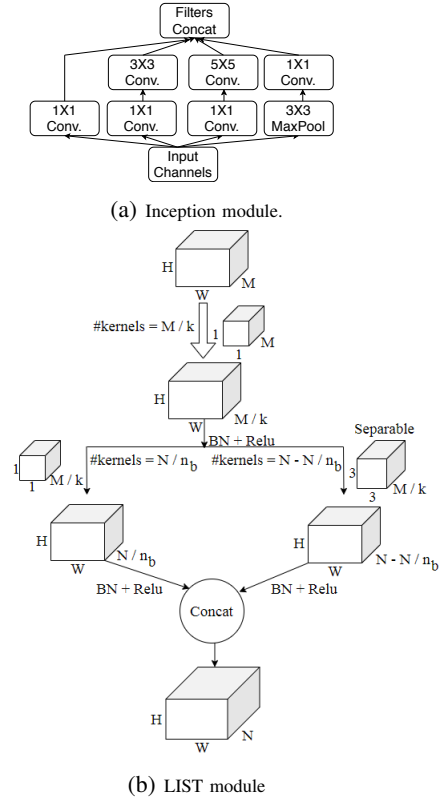 Filters
Concat
3X3
Conv.
5X5
Conv.
1X1
Conv.
1X1
Conv.
1X1
Conv.
1X1
Conv.
3X3
MaxPool
Input
Channels
(a) Inception module.
H
W
M
#kernels = M / k
1
1
M
H
W
M / k
BN + Relu
Separable
#kernels = N / nb
#kernels = N - N / nb
1
1
M / k
3
3
M / k
H
W
N / nb
H
W
N - N / nb
BN + Relu
BN + Relu
Concat
H
W
N
(b) LIST module